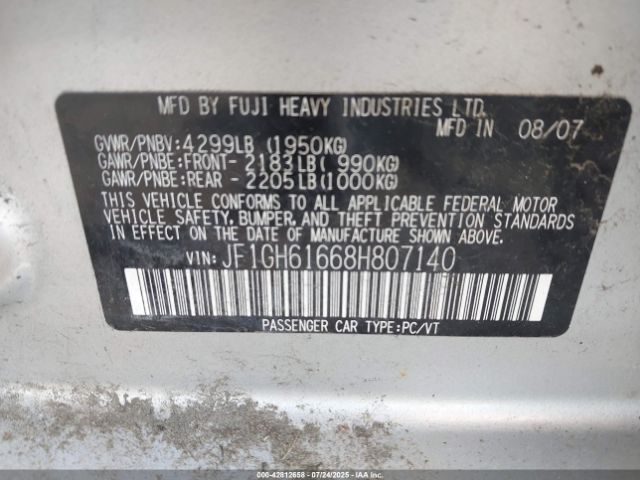 MFD BY FUJI HEAVY INDUSTRIES LTD.
MFD IN 08/07
GVWR/PNBV:4299LB (1950KG)
GAWR/PNBE:FRONT-2183LB( 990KG)
GAWR/PNBE:REAR -2205LB(1000KG)
THIS VEHICLE CONFORMS TO ALL APPLICABLE FEDERAL MOTOR
VEHICLE SAFETY, BUMPER, AND THEFT PREVENTION STANDARDS
IN EFFECT ON THE DATE OF MANUFACTURE SHOWN ABOVE.
VIN: JF1GH61668H807140
PASSENGER CAR TYPE:PC/VT
000-42812658 - 07/24/2025 - COPYRIGHT IAA, LLC